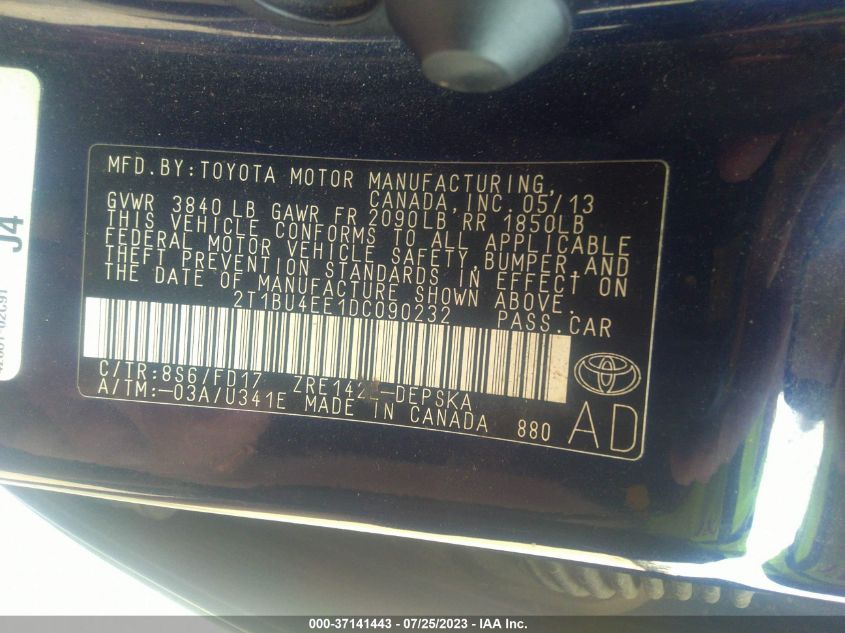 MFD.BY:TOYOTA MOTOR MANUFACTURING,
CANADA, INC. 05/13
GVWR 3840 LB GAWR FR 2090LB RR 1850LB
THIS VEHICLE CONFORMS TO ALL APPLICABLE
FEDERAL MOTOR VEHICLE SAFETY, BUMPER, AND
THEFT PREVENTION STANDARDS IN EFFECT ON
THE DATE OF MANUFACTURE SHOWN ABOVE.
2T1BU4EE1DC090232 PASS.CAR
C/TR:8S6/FD17 ZRE142L-DEPSKA
A/TM:-03A/U341E MADE IN CANADA 880
AD
J4
000-37141443 - 07/25/2023 - IAA Inc.